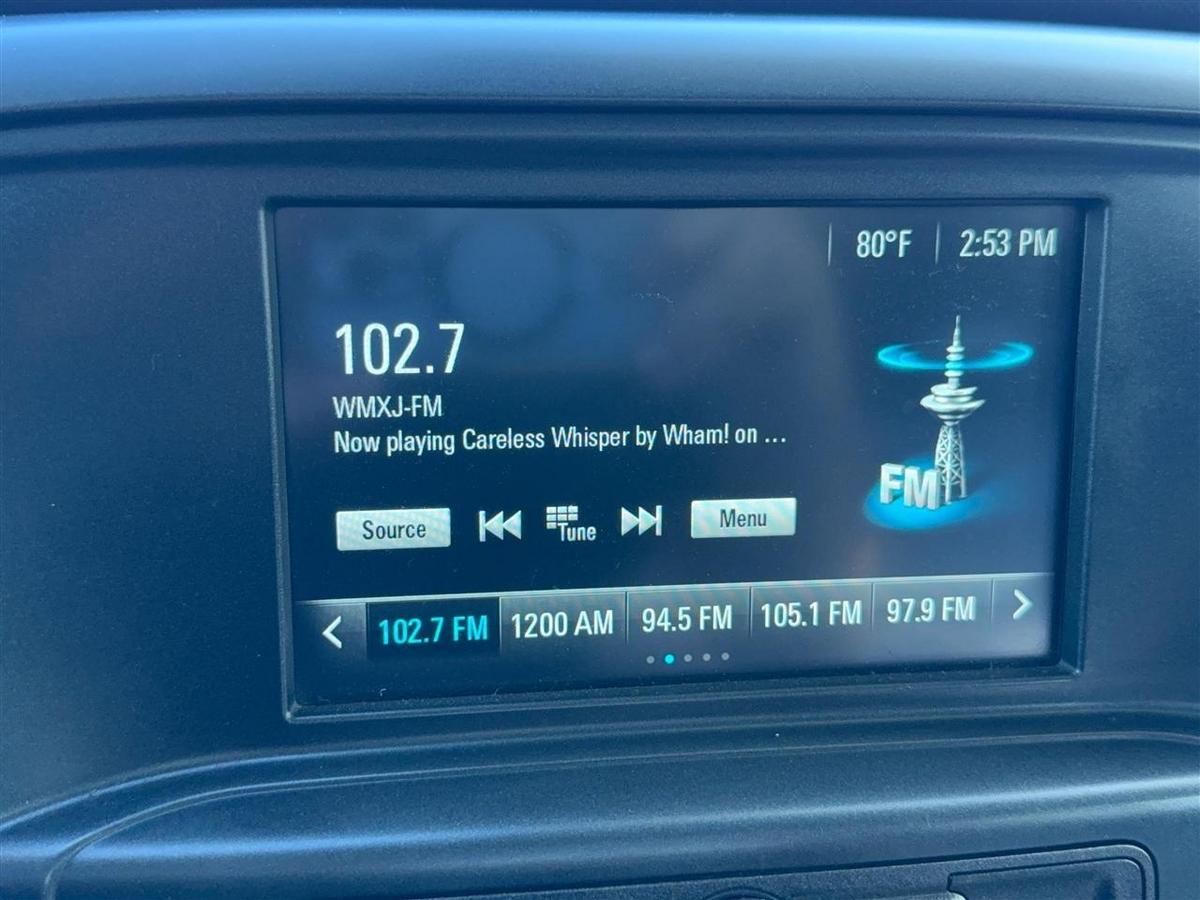 80°F 2:53 PM
102.7
WMXJ-FM
Now playing Careless Whisper by Wham! on ...
FM
Source Tune Menu
102.7 FM 1200 AM 94.5 FM 105.1 FM 97.9 FM